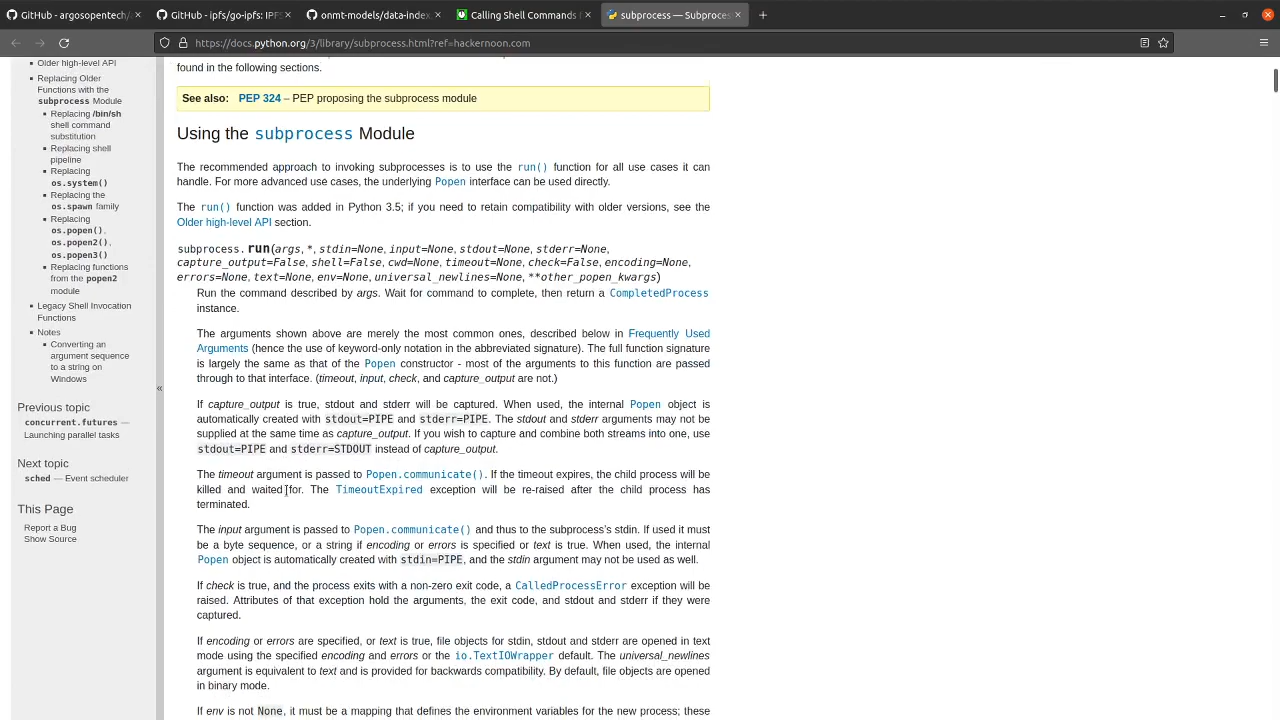 GitHub - argosopentech/
GitHub - ipfs/go-ipfs: IPFS
onmt-models/data-index.
Calling Shell Commands f
subprocess — Subproces
https://docs.python.org/3/library/subprocess.html?ref=hackernoon.com
Older high-level API
Replacing Older
Functions with the
subprocess Module
Replacing /bin/sh
shell command
substitution
Replacing shell
pipeline
Replacing
os.system()
Replacing the
os.spawn family
Replacing
os.popen(),
os.popen2(),
os.popen3()
Replacing functions
from the popen2
module
Legacy Shell Invocation
Functions
Notes
Converting an
argument sequence
to a string on
Windows
Previous topic
concurrent.futures —
Launching parallel tasks
Next topic
sched — Event scheduler
This Page
Report a Bug
Show Source
«
found in the following sections.
See also: PEP 324 – PEP proposing the subprocess module
Using the subprocess Module
The recommended approach to invoking subprocesses is to use the run() function for all use cases it can
handle. For more advanced use cases, the underlying Popen interface can be used directly.
The run() function was added in Python 3.5; if you need to retain compatibility with older versions, see the
Older high-level API section.
subprocess.run(args, *, stdin=None, input=None, stdout=None, stderr=None,
capture_output=False, shell=False, cwd=None, timeout=None, check=False, encoding=None,
errors=None, text=None, env=None, universal_newlines=None, **other_popen_kwargs)
Run the command described by args. Wait for command to complete, then return a CompletedProcess
instance.
The arguments shown above are merely the most common ones, described below in Frequently Used
Arguments (hence the use of keyword-only notation in the abbreviated signature). The full function signature
is largely the same as that of the Popen constructor - most of the arguments to this function are passed
through to that interface. (timeout, input, check, and capture_output are not.)
If capture_output is true, stdout and stderr will be captured. When used, the internal Popen object is
automatically created with stdout=PIPE and stderr=PIPE. The stdout and stderr arguments may not be
supplied at the same time as capture_output. If you wish to capture and combine both streams into one, use
stdout=PIPE and stderr=STDOUT instead of capture_output.
The timeout argument is passed to Popen.communicate(). If the timeout expires, the child process will be
killed and waited for. The TimeoutExpired exception will be re-raised after the child process has
terminated.
The input argument is passed to Popen.communicate() and thus to the subprocess's stdin. If used it must
be a byte sequence, or a string if encoding or errors is specified or text is true. When used, the internal
Popen object is automatically created with stdin=PIPE, and the stdin argument may not be used as well.
If check is true, and the process exits with a non-zero exit code, a CalledProcessError exception will be
raised. Attributes of that exception hold the arguments, the exit code, and stdout and stderr if they were
captured.
If encoding or errors are specified, or text is true, file objects for stdin, stdout and stderr are opened in text
mode using the specified encoding and errors or the io.TextIOWrapper default. The universal_newlines
argument is equivalent to text and is provided for backwards compatibility. By default, file objects are opened
in binary mode.
If env is not None, it must be a mapping that defines the environment variables for the new process; these